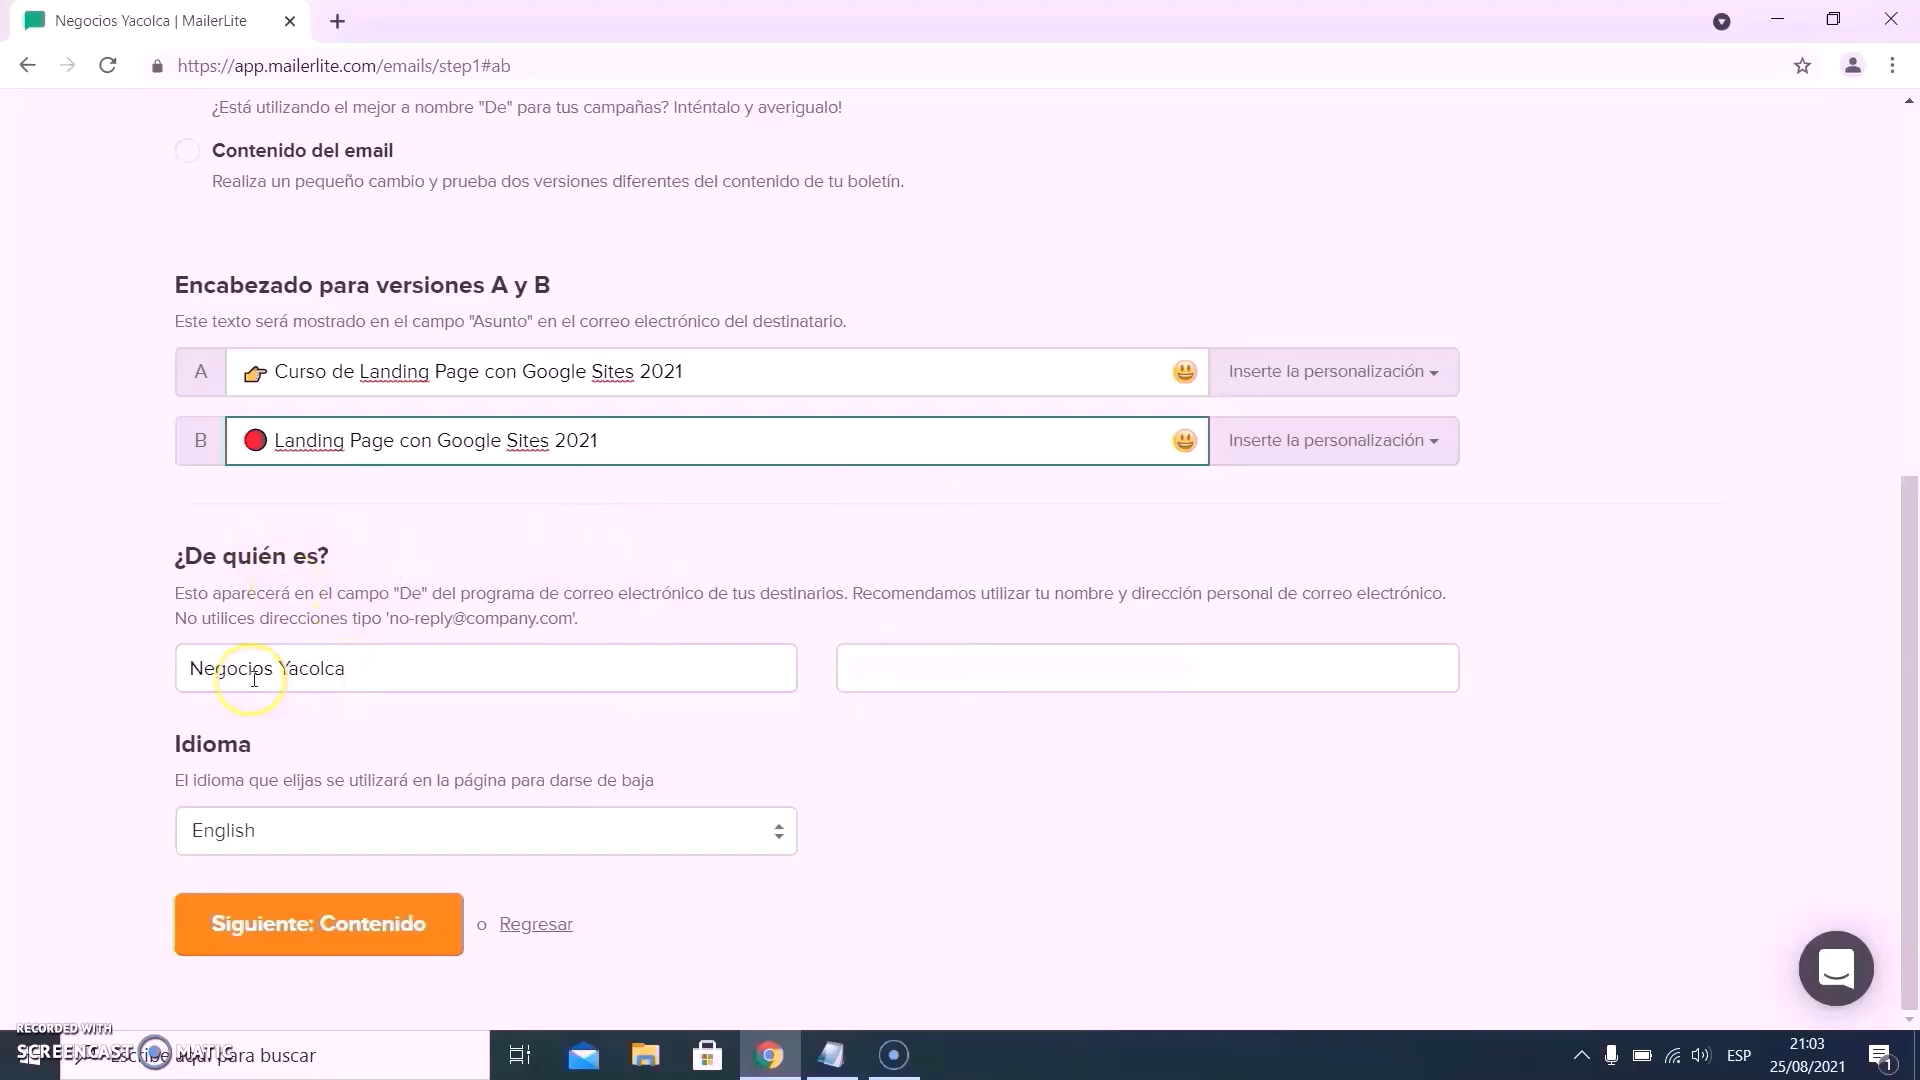 Negocios Yacolca | MailerLite
https://app.mailerlite.com/emails/step1#ab
¿Está utilizando el mejor a nombre "De" para tus campañas? Inténtalo y averigualo!
Contenido del email
Realiza un pequeño cambio y prueba dos versiones diferentes del contenido de tu boletín.
Encabezado para versiones A y B
Este texto será mostrado en el campo "Asunto" en el correo electrónico del destinatario.
A 👉 Curso de Landing Page con Google Sites 2021 😃 Inserte la personalización
B 🔴 Landing Page con Google Sites 2021 😃 Inserte la personalización
¿De quién es?
Esto aparecerá en el campo "De" del programa de correo electrónico de tus destinarios. Recomendamos utilizar tu nombre y dirección personal de correo electrónico.
No utilices direcciones tipo 'no-reply@company.com'.
Negocios Yacolca
Idioma
El idioma que elijas se utilizará en la página para darse de baja
English
Siguiente: Contenido o Regresar
RECORDED WITH
SCREENCAST MATIC
Escribe aquí para buscar
ESP
21:03
25/08/2021
1